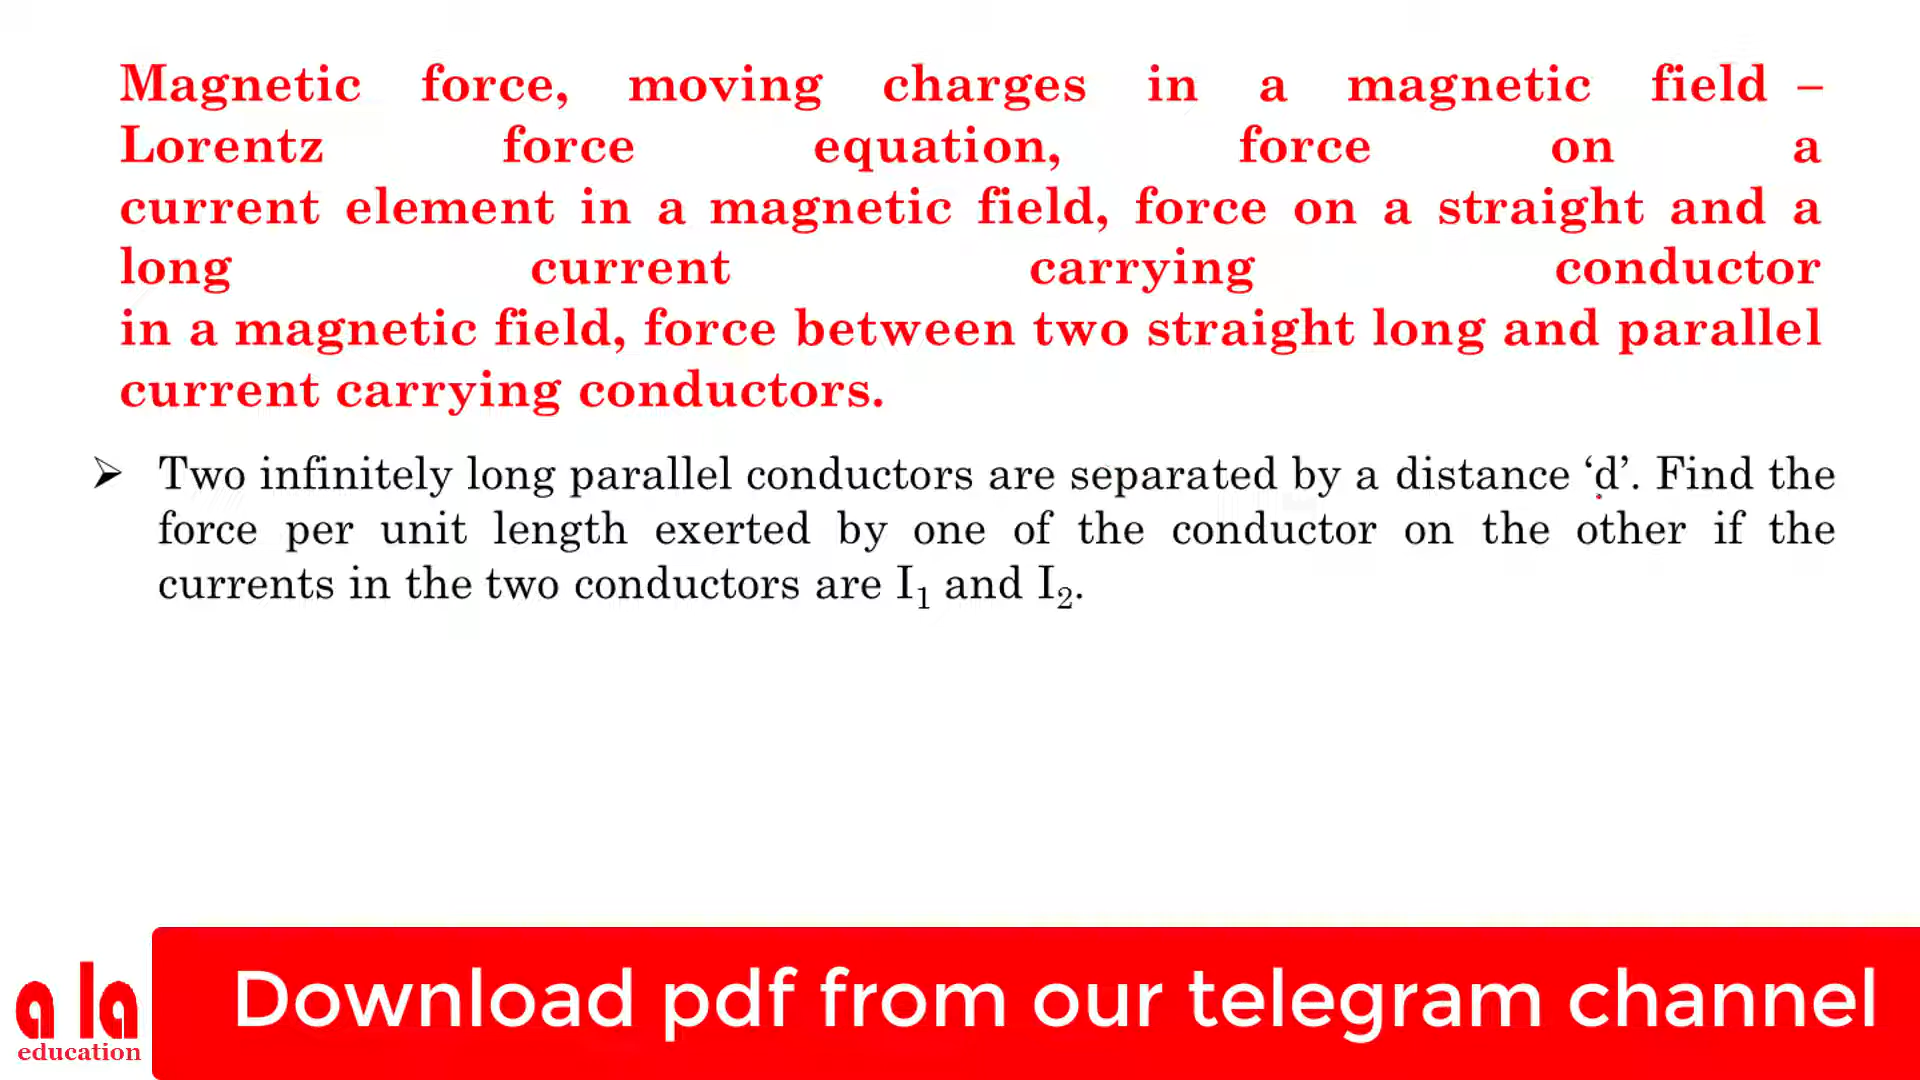 Magnetic force, moving charges in a magnetic field –
Lorentz force equation, force on a
current element in a magnetic field, force on a straight and a
long current carrying conductor
in a magnetic field, force between two straight long and parallel
current carrying conductors.
➢ Two infinitely long parallel conductors are separated by a distance ‘d’. Find the
force per unit length exerted by one of the conductor on the other if the
currents in the two conductors are I₁ and I₂.
a la
education
Download pdf from our telegram channel